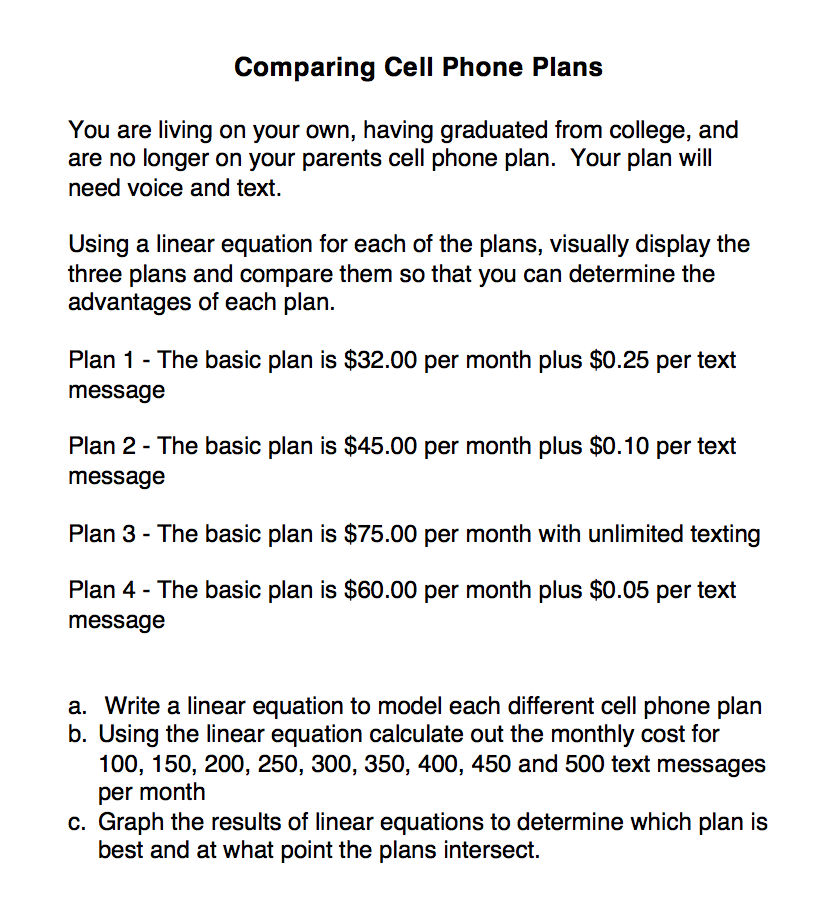 Comparing Cell Phone Plans
You are living on your own, having graduated from college, and
are no longer on your parents cell phone plan.  Your plan will
need voice and text.
Using a linear equation for each of the plans, visually display the
three plans and compare them so that you can determine the
advantages of each plan.
Plan 1 - The basic plan is $32.00 per month plus $0.25 per text
message
Plan 2 - The basic plan is $45.00 per month plus $0.10 per text
message
Plan 3 - The basic plan is $75.00 per month with unlimited texting
Plan 4 - The basic plan is $60.00 per month plus $0.05 per text
message
a.  Write a linear equation to model each different cell phone plan
b. Using the linear equation calculate out the monthly cost for
100, 150, 200, 250, 300, 350, 400, 450 and 500 text messages
per month
c. Graph the results of linear equations to determine which plan is
best and at what point the plans intersect.